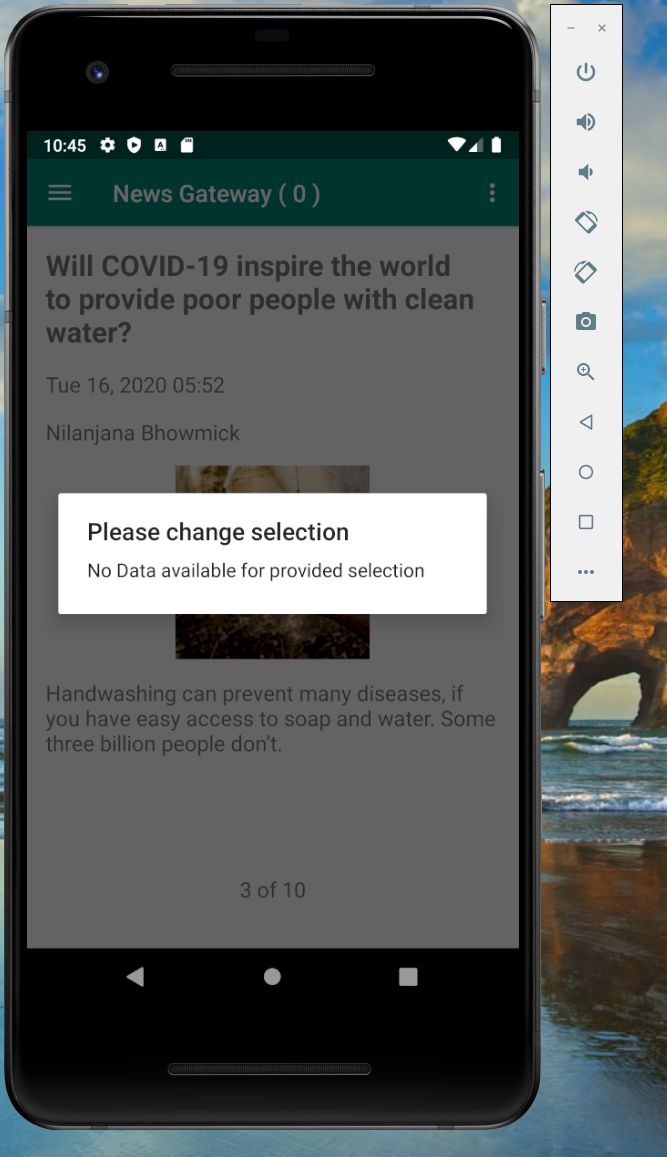 10:45
News Gateway ( 0 )
Will COVID-19 inspire the world
to provide poor people with clean
water?
Tue 16, 2020 05:52
Nilanjana Bhowmick
Please change selection
No Data available for provided selection
Handwashing can prevent many diseases, if
you have easy access to soap and water. Some
three billion people don’t.
3 of 10